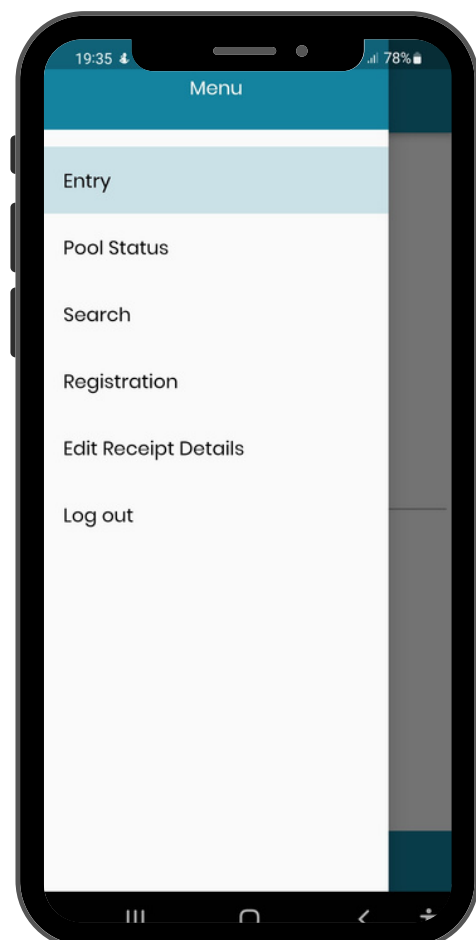 19:35
78%
Menu
Entry
Pool Status
Search
Registration
Edit Receipt Details
Log out